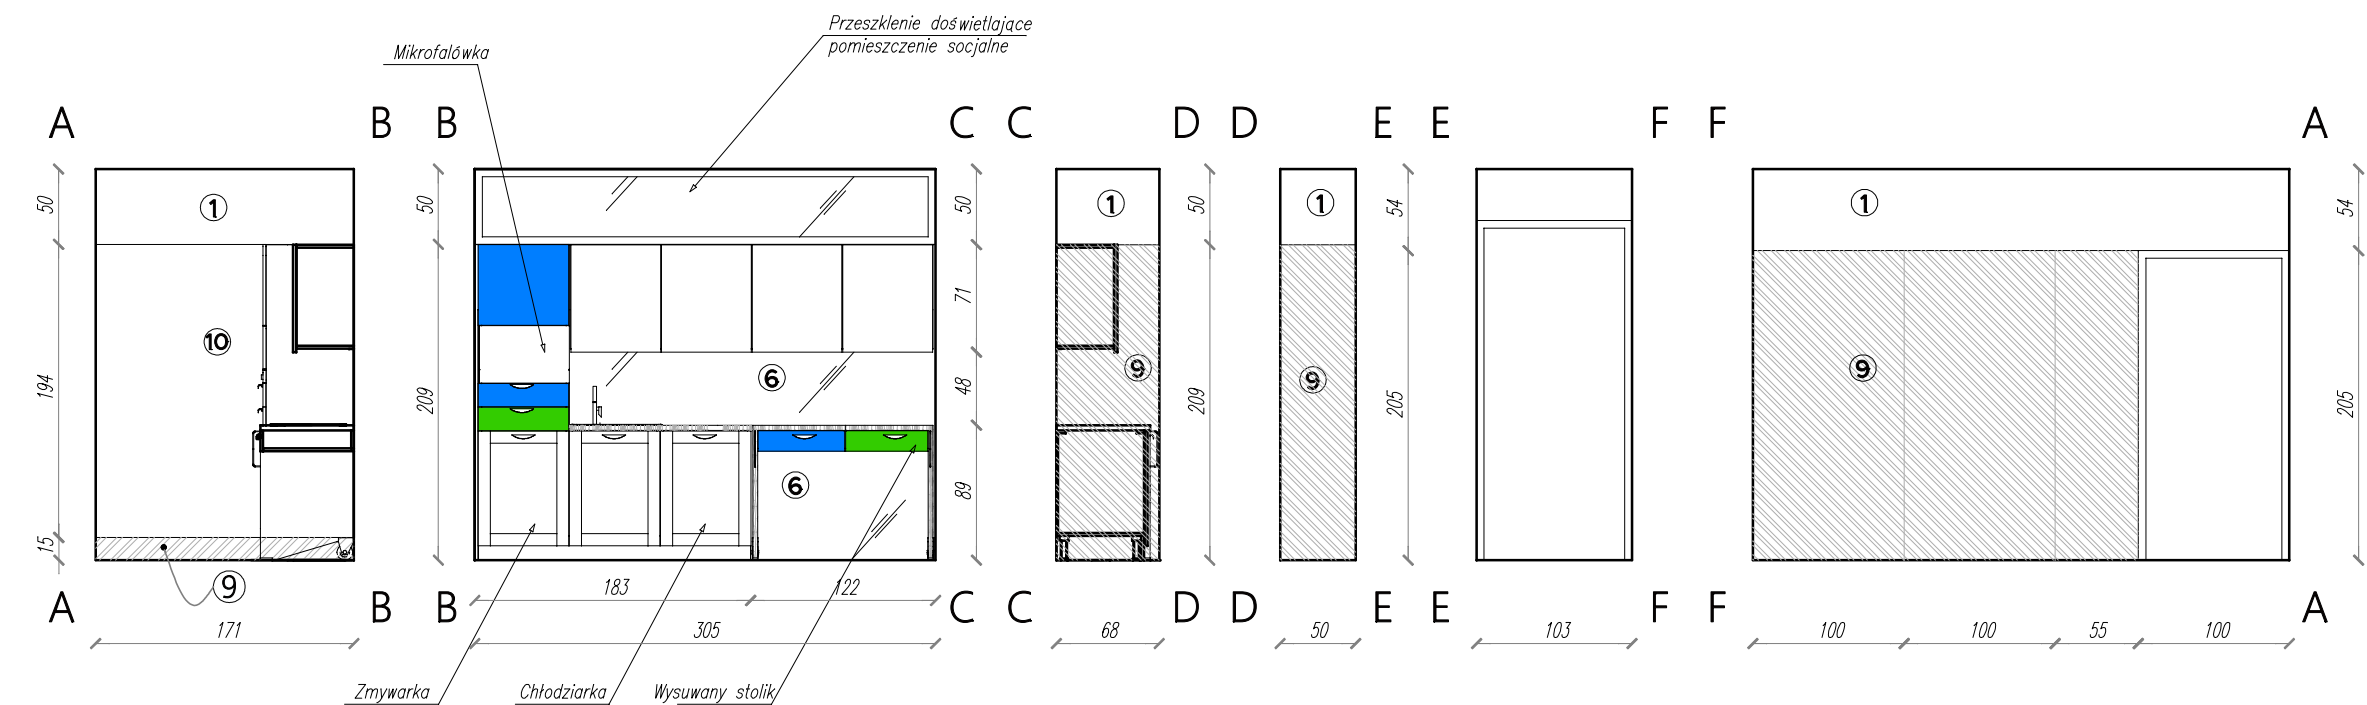 Przeszklenie doświetlające
pomieszczenie socjalne
Mikrofalówka
A B B C C D D E E F F A
50 1 50 50 1 50 1 54 1 54
194 10 209 71 209 205 205
6 48 9 9 9
15 89
6
9
A B B C C D D E E F F A
183 122
171 305 68 50 103 100 100 55 100
Zmywarka Chłodziarka Wysuwany stolik